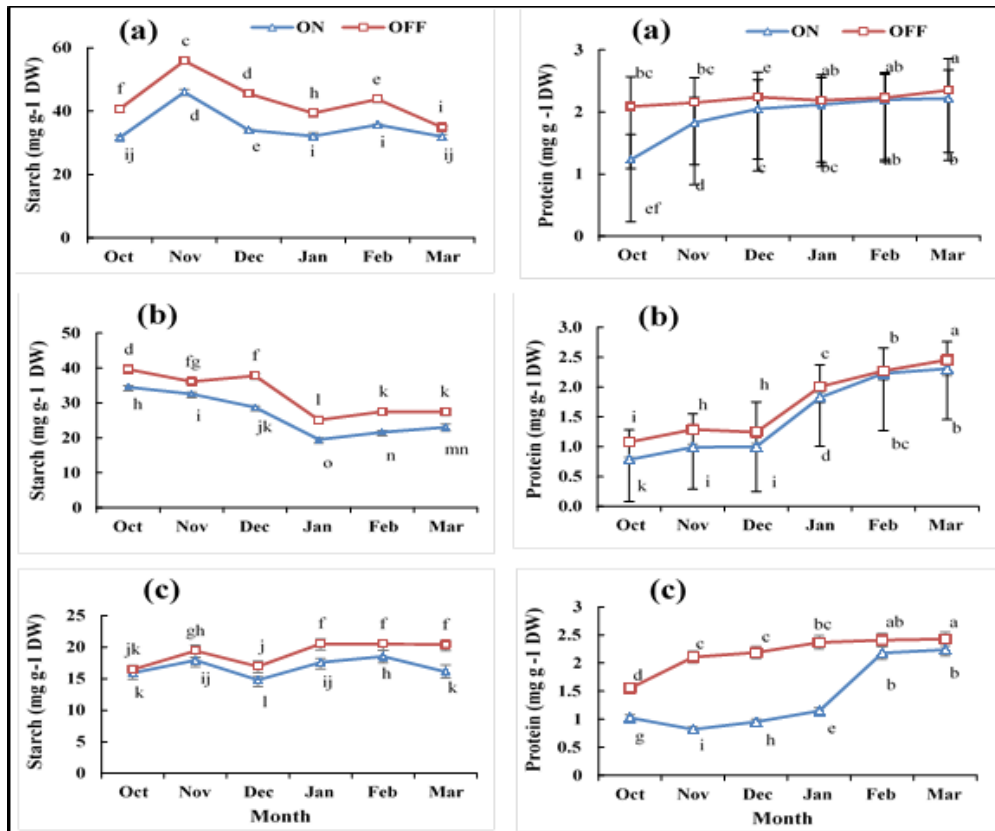 (a)
ON OFF
Starch (mg g-1 DW)
60
40
20
0
f c d h e i
ij d e i i ij
Oct Nov Dec Jan Feb Mar
(a)
ON OFF
Protein (mg g -1 DW)
3
2
1
0
bc bc e ab ab a
ef d c bc ab b
Oct Nov Dec Jan Feb Mar
(b)
Starch (mg g-1 DW)
50
40
30
20
10
0
d fg f l k k
h i jk o n mn
Oct Nov Dec Jan Feb Mar
(b)
Protein (mg g-1DW)
3.0
2.5
2.0
1.5
1.0
0.5
0.0
i h h c b a
k i i d bc b
Oct Nov Dec Jan Feb Mar
(c)
Starch (mg g-1 DW)
25
20
15
10
5
0
jk gh j f f f
k ij l ij h k
Oct Nov Dec Jan Feb Mar
Month
(c)
Protein (mg g -1 DW)
3
2.5
2
1.5
1
0.5
0
d c c bc ab a
g i h e b b
Oct Nov Dec Jan Feb Mar
Month